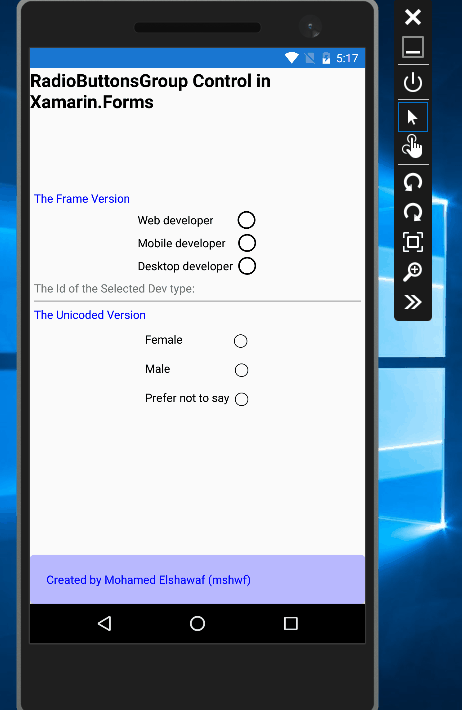 5:17
RadioButtonsGroup Control in
Xamarin.Forms
The Frame Version
Web developer
Mobile developer
Desktop developer
The Id of the Selected Dev type:
The Unicoded Version
Female
Male
Prefer not to say
Created by Mohamed Elshawaf (mshwf)